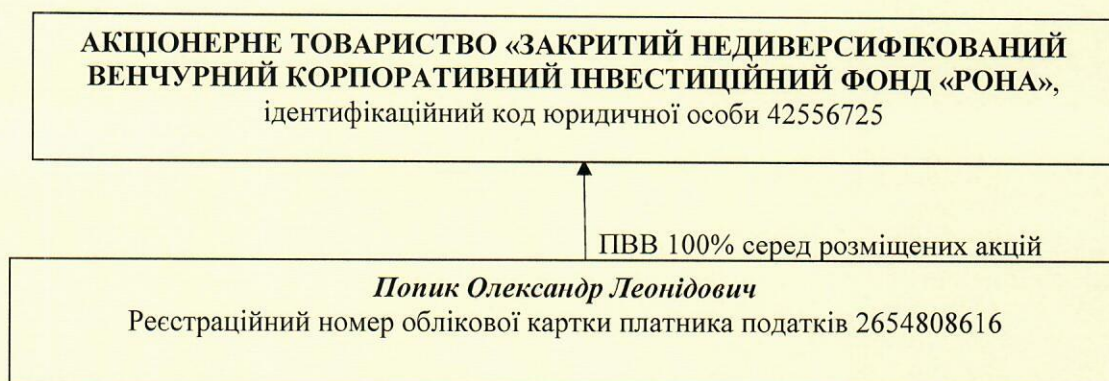 АКЦІОНЕРНЕ ТОВАРИСТВО «ЗАКРИТИЙ НЕДИВЕРСИФІКОВАНИЙ
ВЕНЧУРНИЙ КОРПОРАТИВНИЙ ІНВЕСТИЦІЙНИЙ ФОНД «РОНА»,
ідентифікаційний код юридичної особи 42556725
ПВВ 100% серед розміщених акцій
Попик Олександр Леонідович
Реєстраційний номер облікової картки платника податків 2654808616